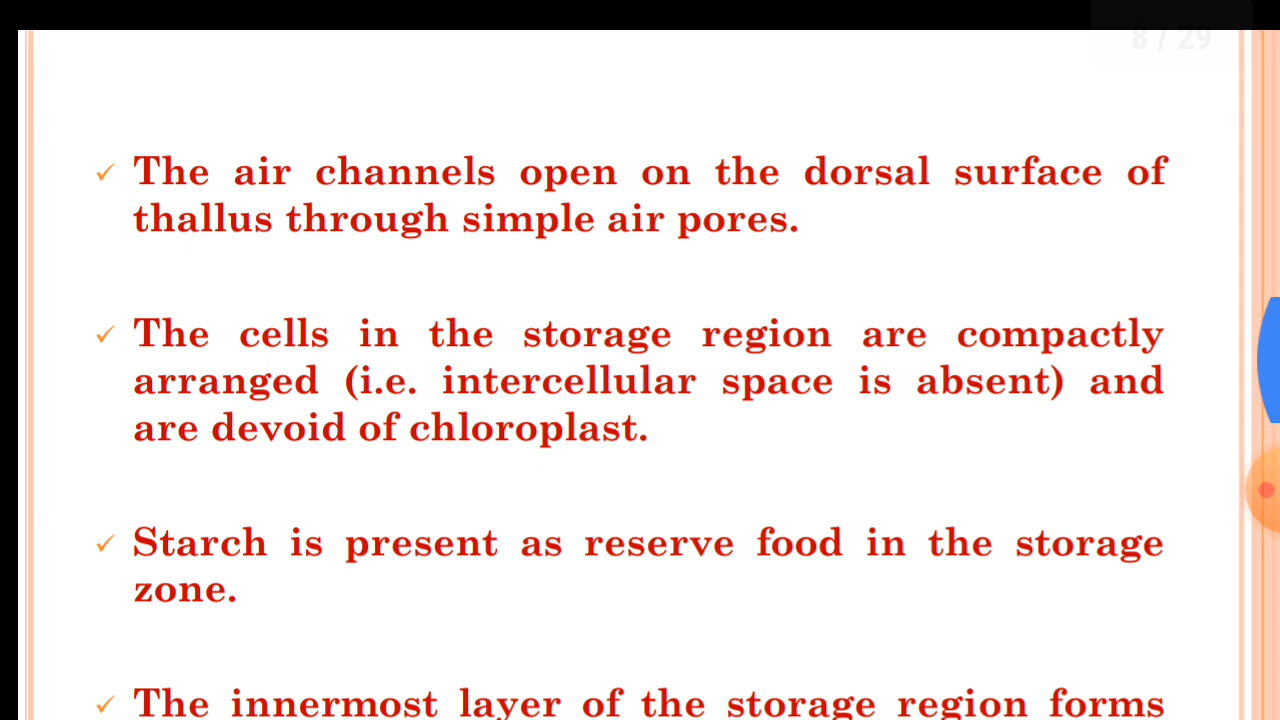 8 / 29
The air channels open on the dorsal surface of
thallus through simple air pores.
The cells in the storage region are compactly
arranged (i.e. intercellular space is absent) and
are devoid of chloroplast.
Starch is present as reserve food in the storage
zone.
The innermost layer of the storage region forms